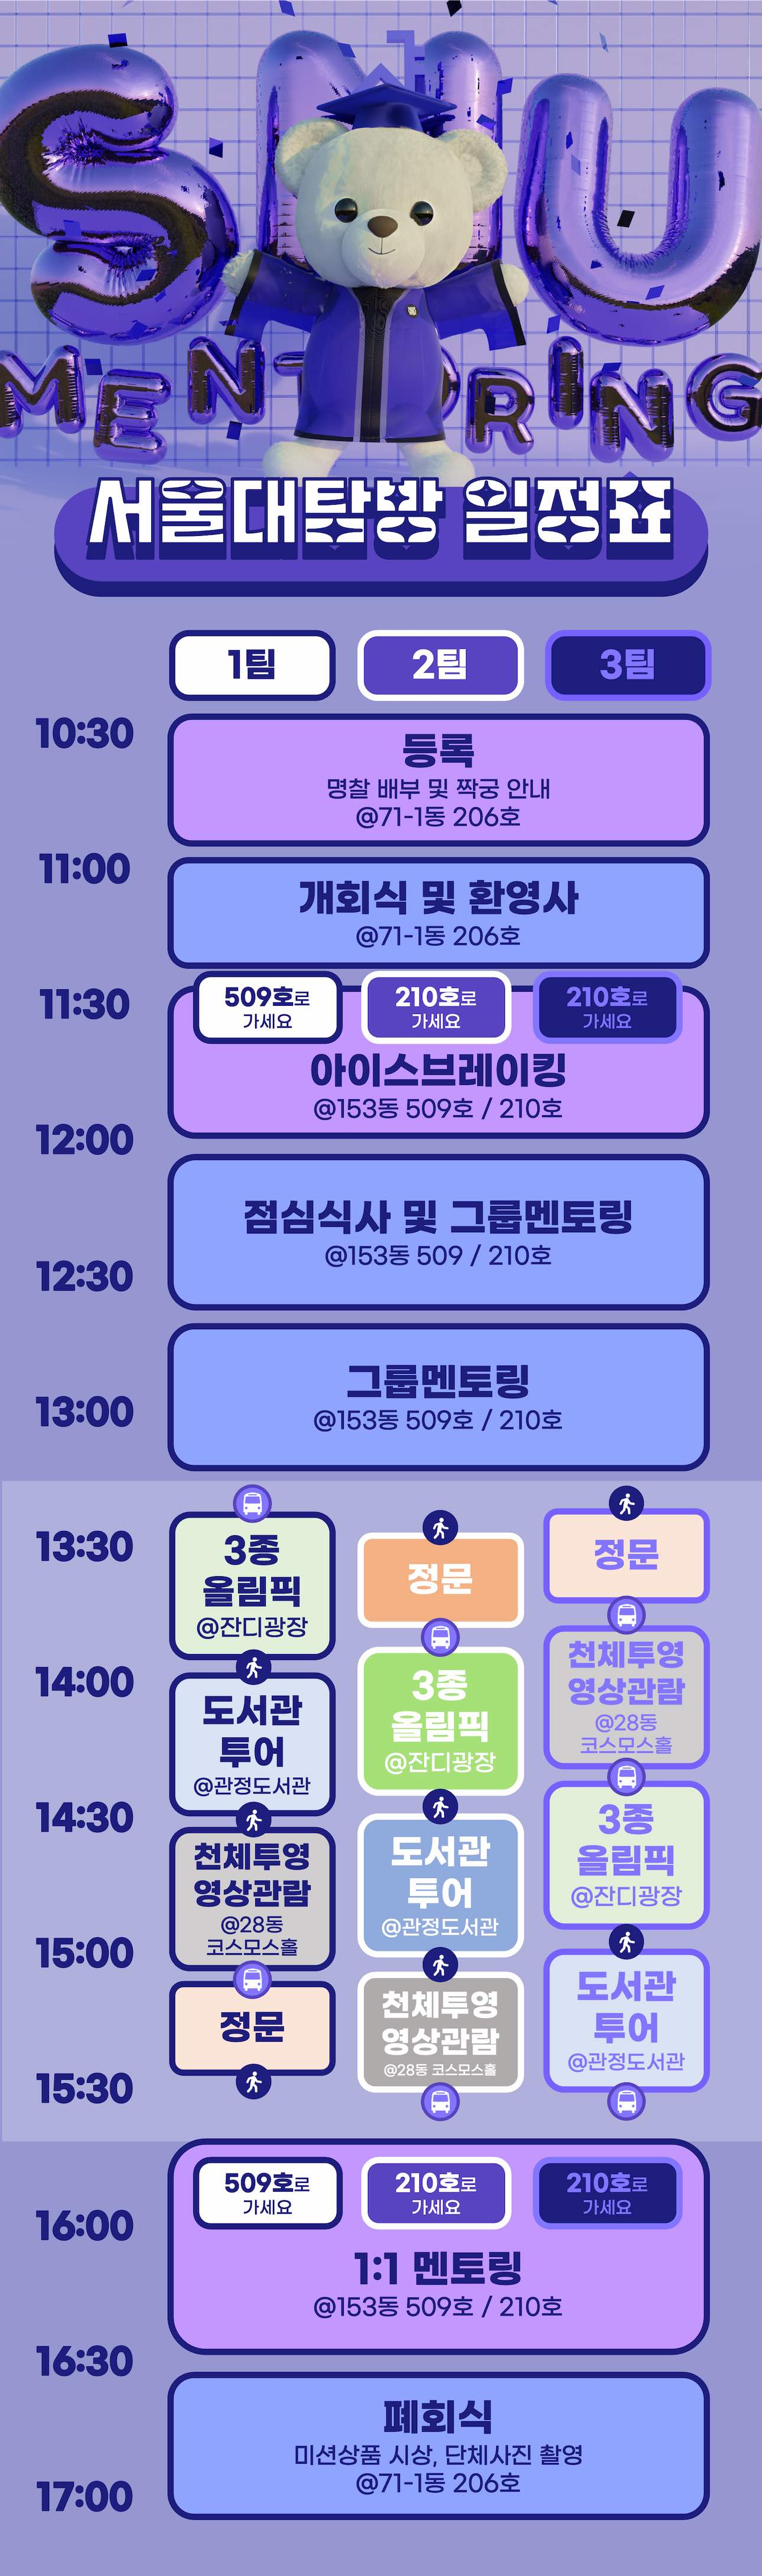 SNU
MENTORING
서울대탐방 일정표
1팀
2팀
3팀
10:30
등록
명찰 배부 및 짝궁 안내
@71-1동 206호
11:00
개회식 및 환영사
@71-1동 206호
11:30
509호로
가세요
210호로
가세요
210호로
가세요
아이스브레이킹
@153동 509호 / 210호
12:00
점심식사 및 그룹멘토링
@153동 509 / 210호
12:30
그룹멘토링
@153동 509호 / 210호
13:00
13:30
14:00
14:30
15:00
15:30
3종
올림픽
@잔디광장
도서관
투어
@관정도서관
천체투영
영상관람
@28동
코스모스홀
정문
정문
3종
올림픽
@잔디광장
도서관
투어
@관정도서관
천체투영
영상관람
@28동 코스모스홀
정문
천체투영
영상관람
@28동
코스모스홀
3종
올림픽
@잔디광장
도서관
투어
@관정도서관
509호로
가세요
210호로
가세요
210호로
가세요
16:00
1:1 멘토링
@153동 509호 / 210호
16:30
폐회식
미션상품 시상, 단체사진 촬영
@71-1동 206호
17:00